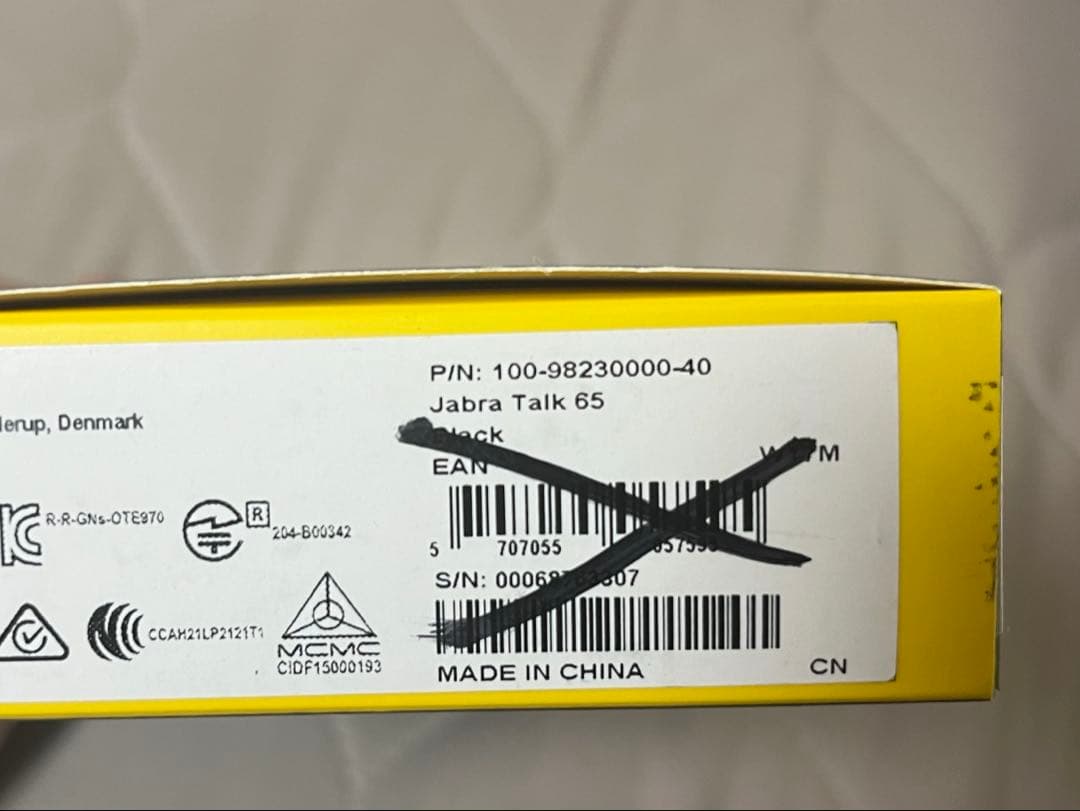 P/N: 100-98230000-40
Jabra Talk 65
Black
EAN
5 707055
S/N:
MADE IN CHINA
CN
lerup, Denmark
R-R-GNs-OTE970
R
204-B00342
CCAH21LP2121T1
MCMC
CIDF15000193